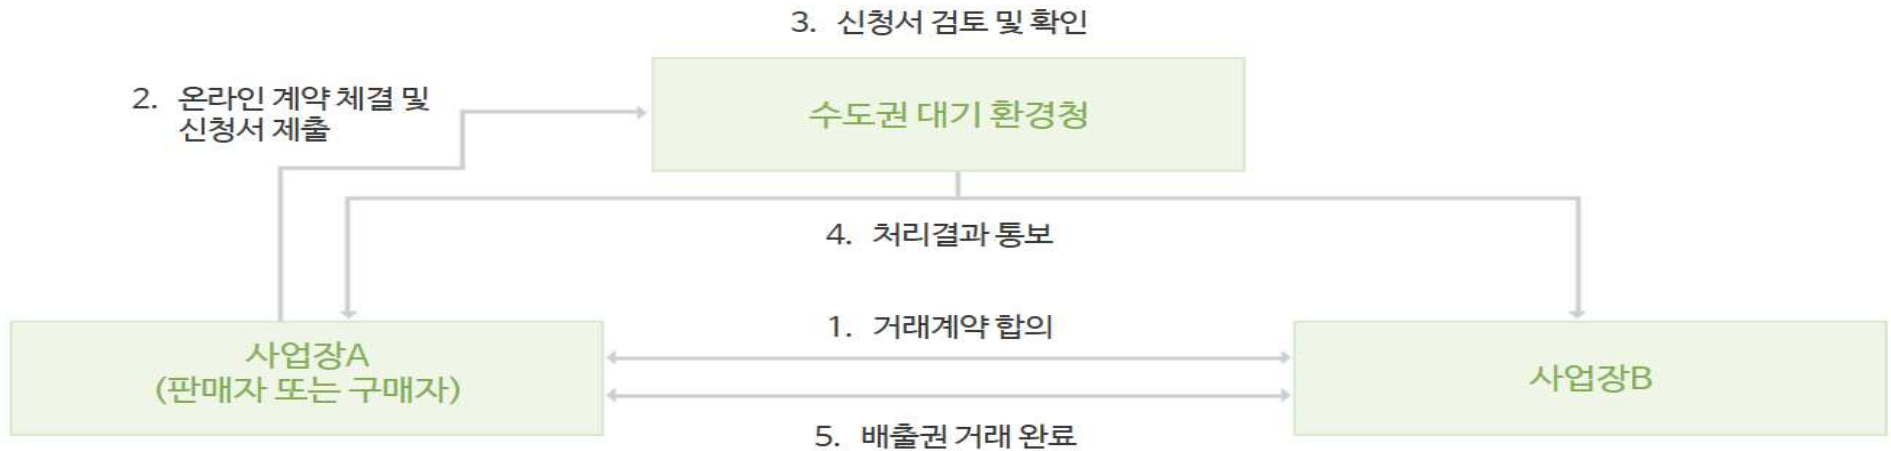 3. 신청서 검토 및 확인
2. 온라인 계약 체결 및
신청서 제출
수도권 대기 환경청
4. 처리결과 통보
1. 거래계약 합의
사업장A
(판매자 또는 구매자)
사업장B
5. 배출권 거래 완료